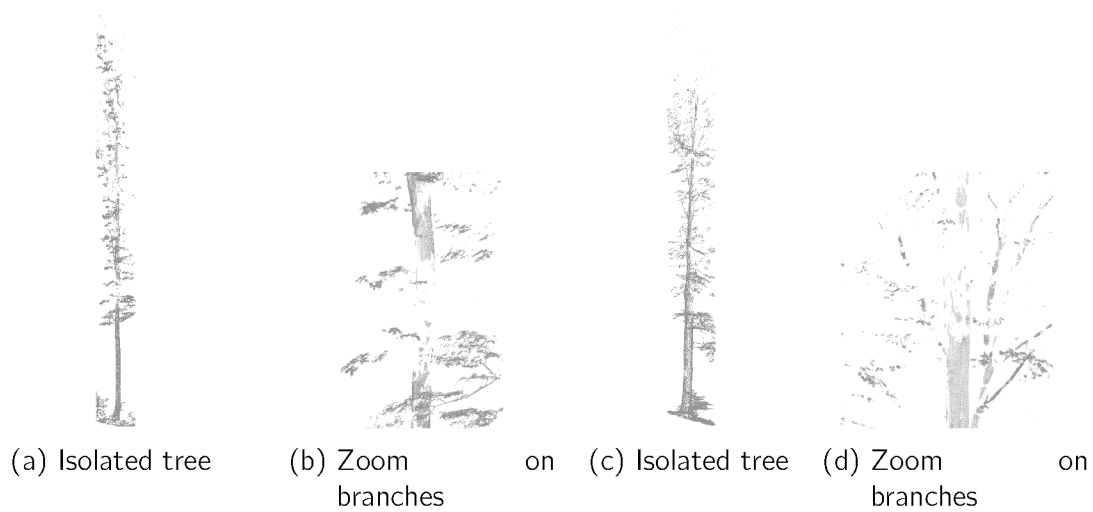 (a) Isolated tree
(b) Zoom on
branches
(c) Isolated tree
(d) Zoom on
branches